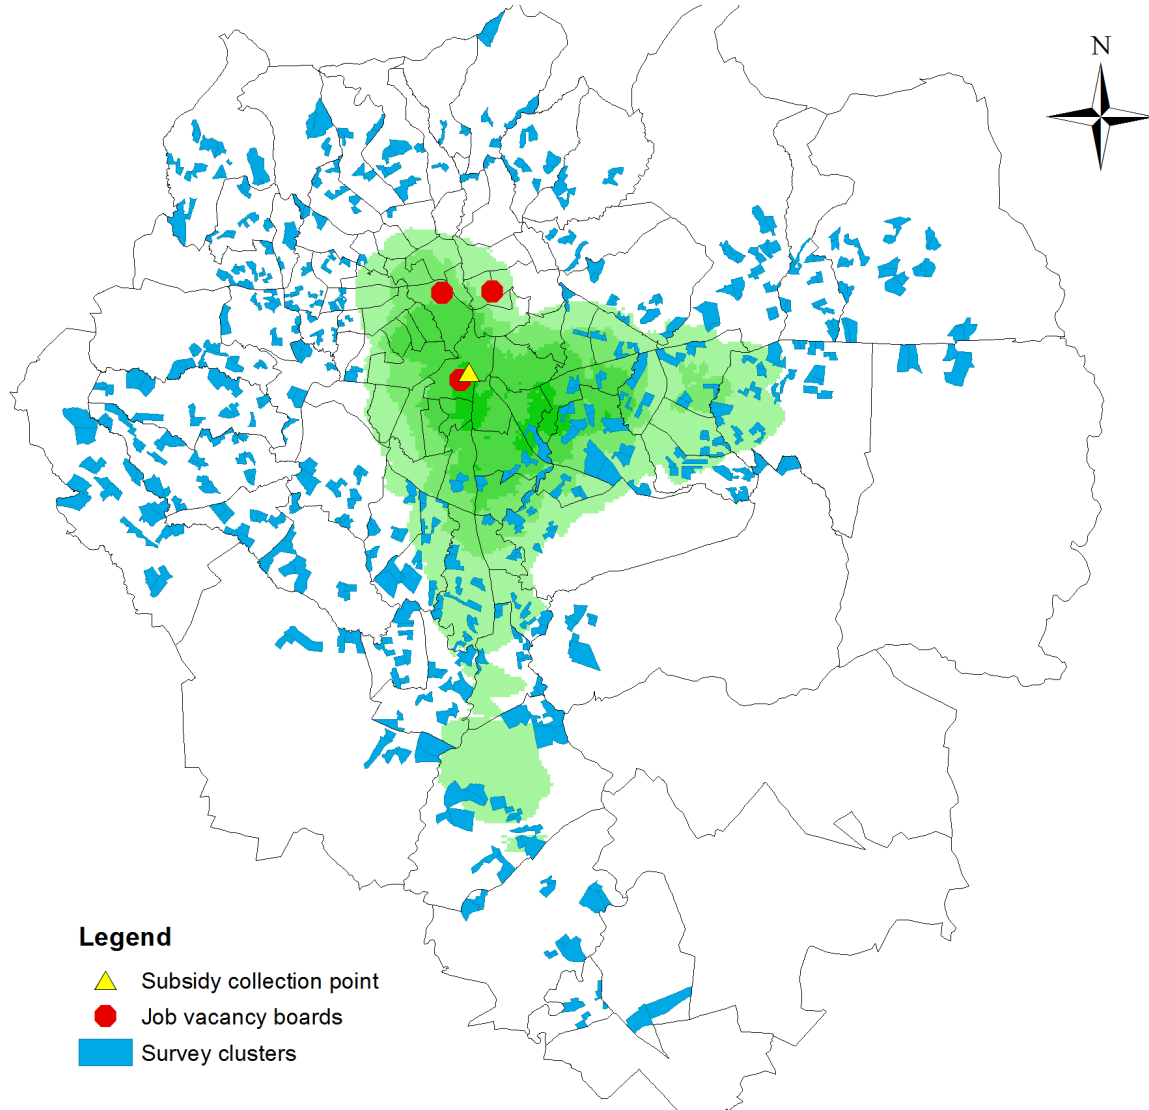 N
Legend
Subsidy collection point
Job vacancy boards
Survey clusters